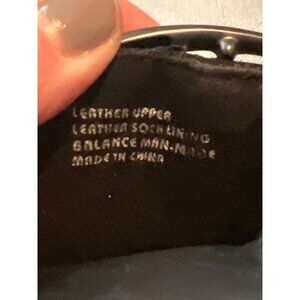 LEATHER UPPER
LEATHER SOCK LINING
BALANCE MAN-MADE
MADE IN CHINA